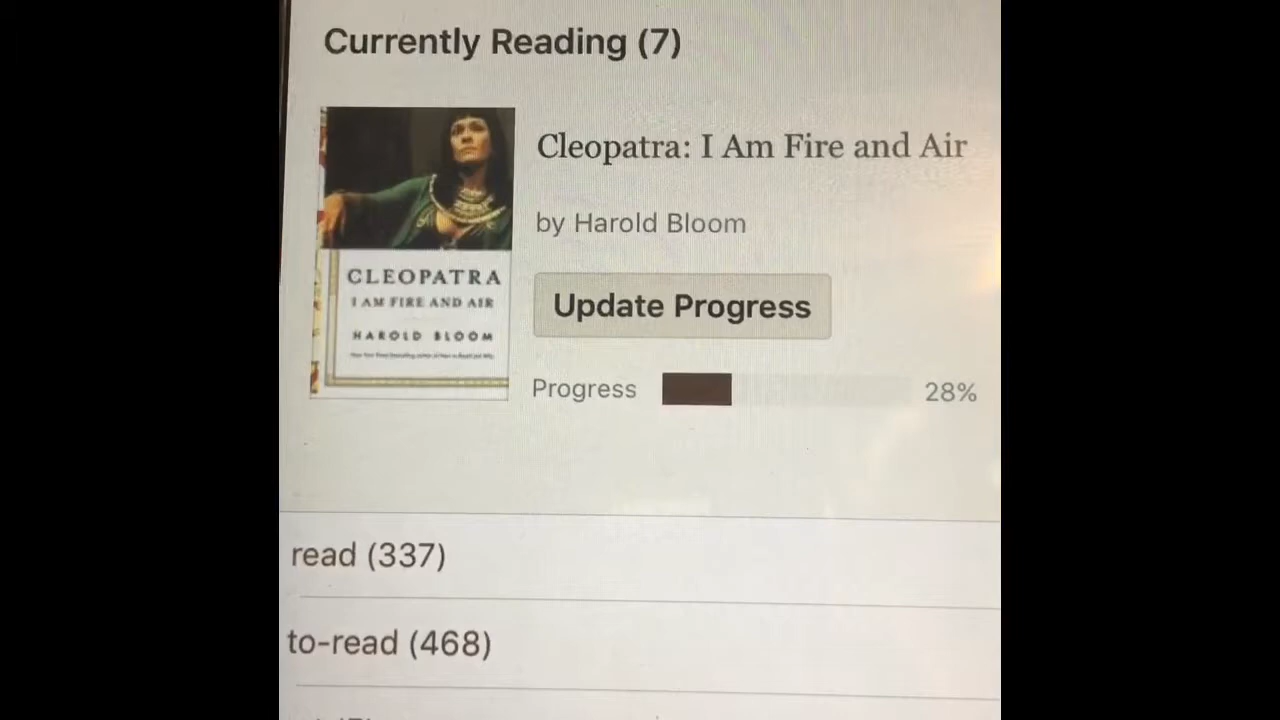 Currently Reading (7)
Cleopatra: I Am Fire and Air
by Harold Bloom
Update Progress
Progress
28%
CLEOPATRA
I AM FIRE AND AIR
HAROLD BLOOM
read (337)
to-read (468)